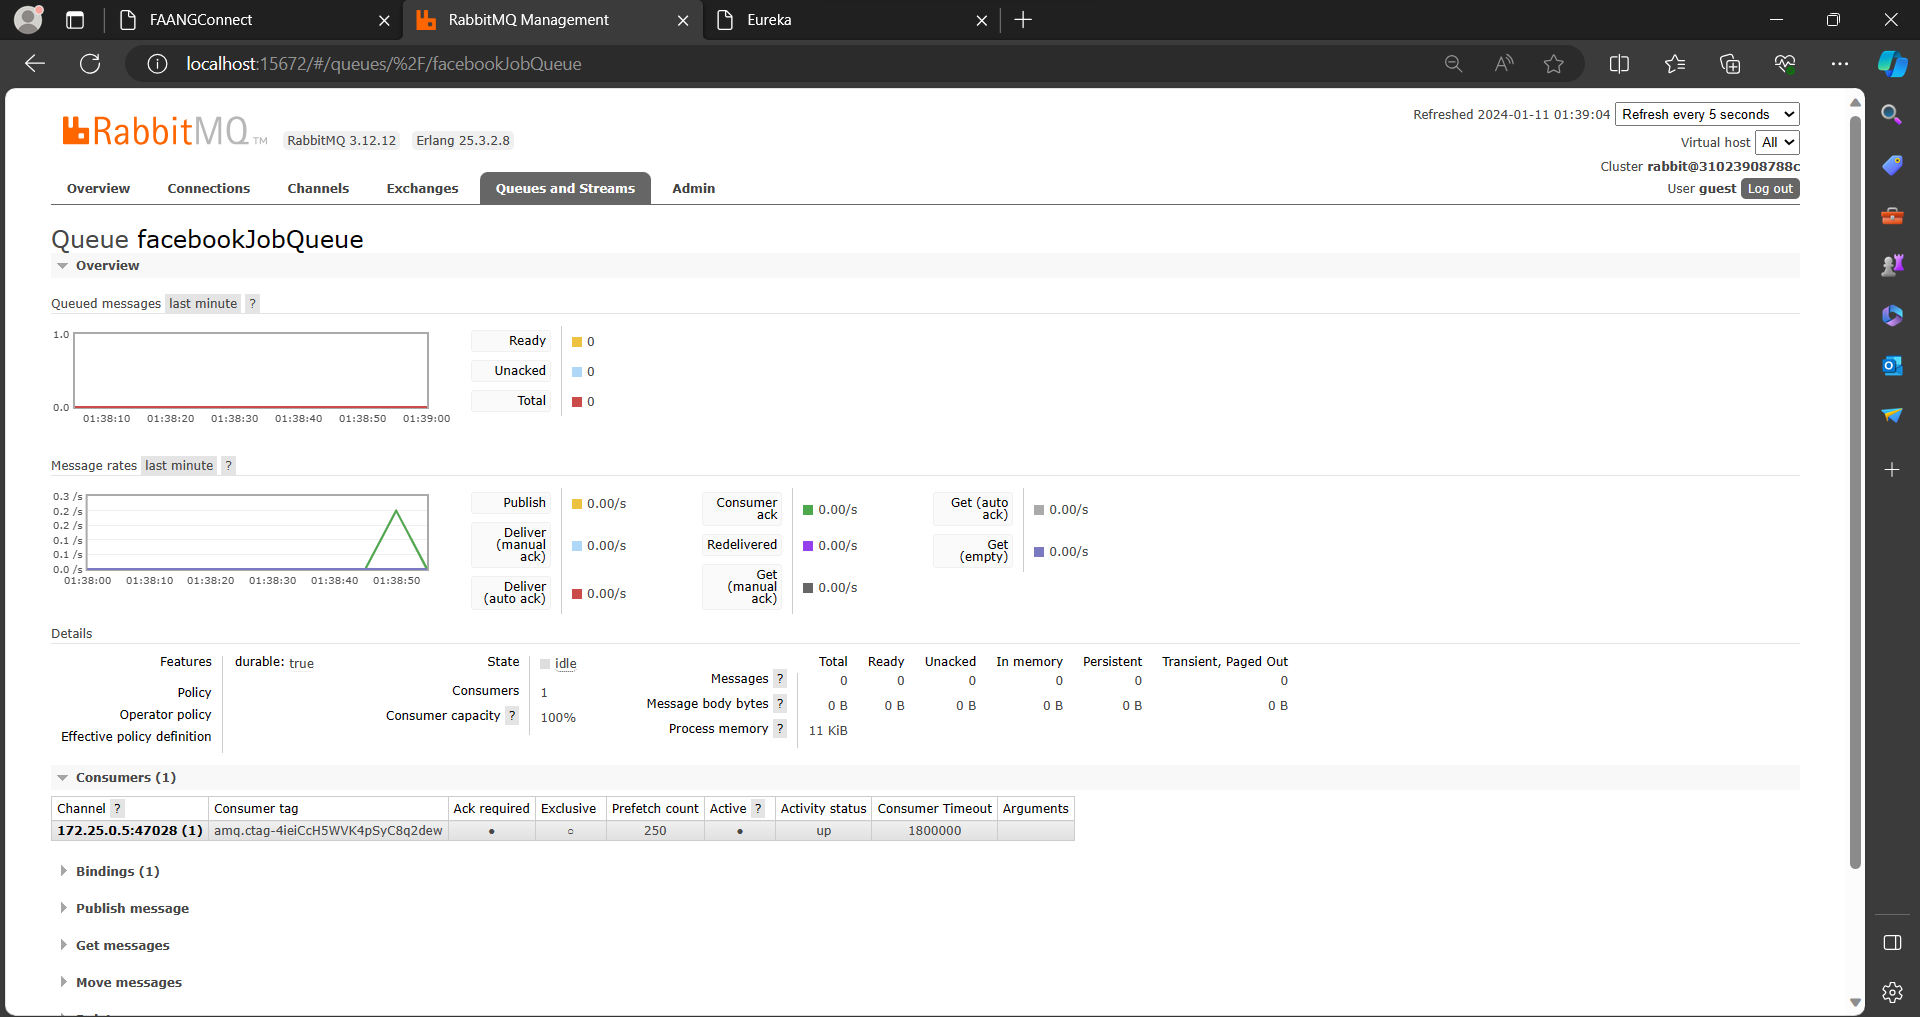 FAANGConnect
RabbitMQ Management
Eureka
localhost:15672/#/queues/%2F/facebookJobQueue
RabbitMQ TM
RabbitMQ 3.12.12
Erlang 25.3.2.8
Refreshed 2024-01-11 01:39:04
Refresh every 5 seconds
Virtual host All
Cluster rabbit@31023908788c
User guest Log out
Overview
Connections
Channels
Exchanges
Queues and Streams
Admin
Queue facebookJobQueue
Overview
Queued messages last minute ?
1.0
0.0
01:38:10 01:38:20 01:38:30 01:38:40 01:38:50 01:39:00
Ready 0
Unacked 0
Total 0
Message rates last minute ?
0.3 /s
0.2 /s
0.2 /s
0.1 /s
0.1 /s
0.0 /s
01:38:00 01:38:10 01:38:20 01:38:30 01:38:40 01:38:50
Publish 0.00/s
Deliver (manual ack) 0.00/s
Deliver (auto ack) 0.00/s
Consumer ack 0.00/s
Redelivered 0.00/s
Get (manual ack) 0.00/s
Get (auto ack) 0.00/s
Get (empty) 0.00/s
Details
Features durable: true
Policy
Operator policy
Effective policy definition
State idle
Consumers 1
Consumer capacity ? 100%
Total Ready Unacked In memory Persistent Transient, Paged Out
Messages ? 0 0 0 0 0 0
Message body bytes ? 0 B 0 B 0 B 0 B 0 B 0 B
Process memory ? 11 KiB
Consumers (1)
Channel ? Consumer tag Ack required Exclusive Prefetch count Active ? Activity status Consumer Timeout Arguments
172.25.0.5:47028 (1) amq.ctag-4ieiCcH5WVK4pSyC8q2dew ● ○ 250 ● up 1800000
Bindings (1)
Publish message
Get messages
Move messages